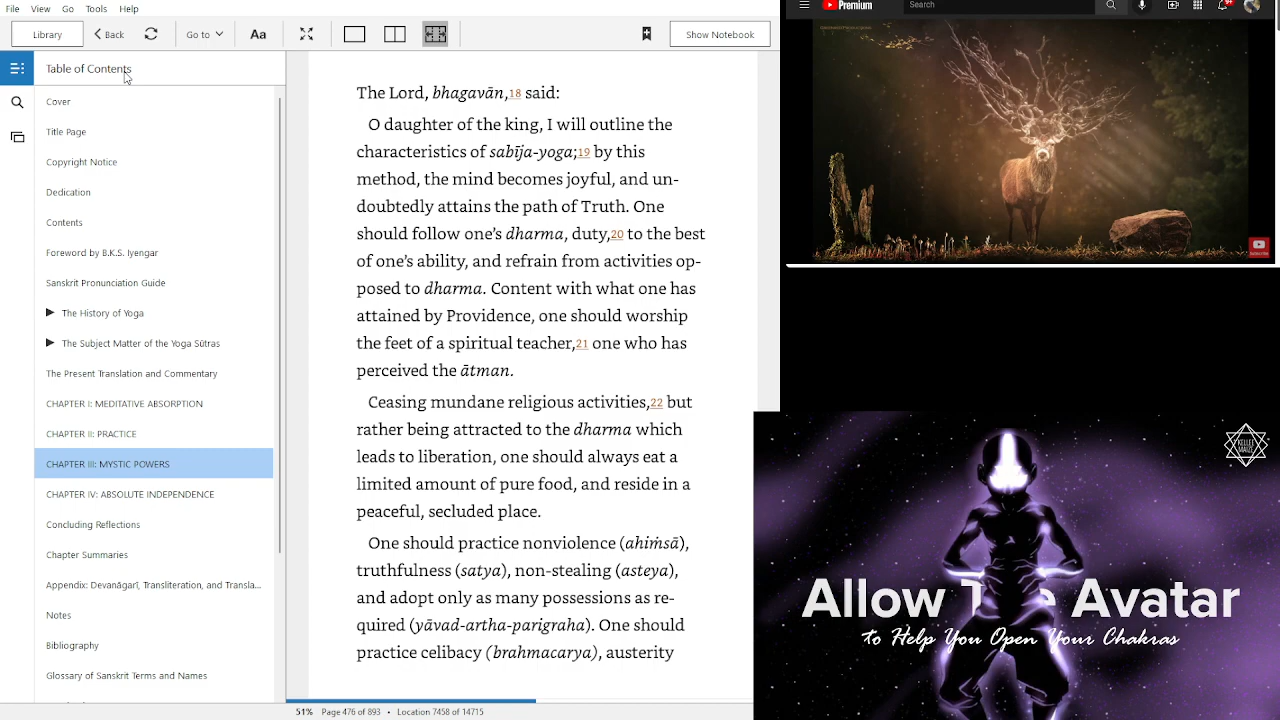 File View Go Tools Help
Library
Back
Go to
Aa
Show Notebook
Table of Contents
Cover
Title Page
Copyright Notice
Dedication
Contents
Foreword by B.K.S. Iyengar
Sanskrit Pronunciation Guide
The History of Yoga
The Subject Matter of the Yoga Sūtras
The Present Translation and Commentary
CHAPTER I: MEDITATIVE ABSORPTION
CHAPTER II: PRACTICE
CHAPTER III: MYSTIC POWERS
CHAPTER IV: ABSOLUTE INDEPENDENCE
Concluding Reflections
Chapter Summaries
Appendix: Devanāgarī, Transliteration, and Transla...
Notes
Bibliography
Glossary of Sanskrit Terms and Names
The Lord, bhagavān,18 said:
O daughter of the king, I will outline the
characteristics of sabīja-yoga;19 by this
method, the mind becomes joyful, and un-
doubtedly attains the path of Truth. One
should follow one's dharma, duty,20 to the best
of one's ability, and refrain from activities op-
posed to dharma. Content with what one has
attained by Providence, one should worship
the feet of a spiritual teacher,21 one who has
perceived the ātman.
Ceasing mundane religious activities,22 but
rather being attracted to the dharma which
leads to liberation, one should always eat a
limited amount of pure food, and reside in a
peaceful, secluded place.
One should practice nonviolence (ahiṁsā),
truthfulness (satya), non-stealing (asteya),
and adopt only as many possessions as re-
quired (yāvad-artha-parigraha). One should
practice celibacy (brahmacarya), austerity
51% Page 476 of 893 • Location 7458 of 14715
Premium
Search
9+
Subscribe
Allow T e Avatar
to Help You Open Your Chakras